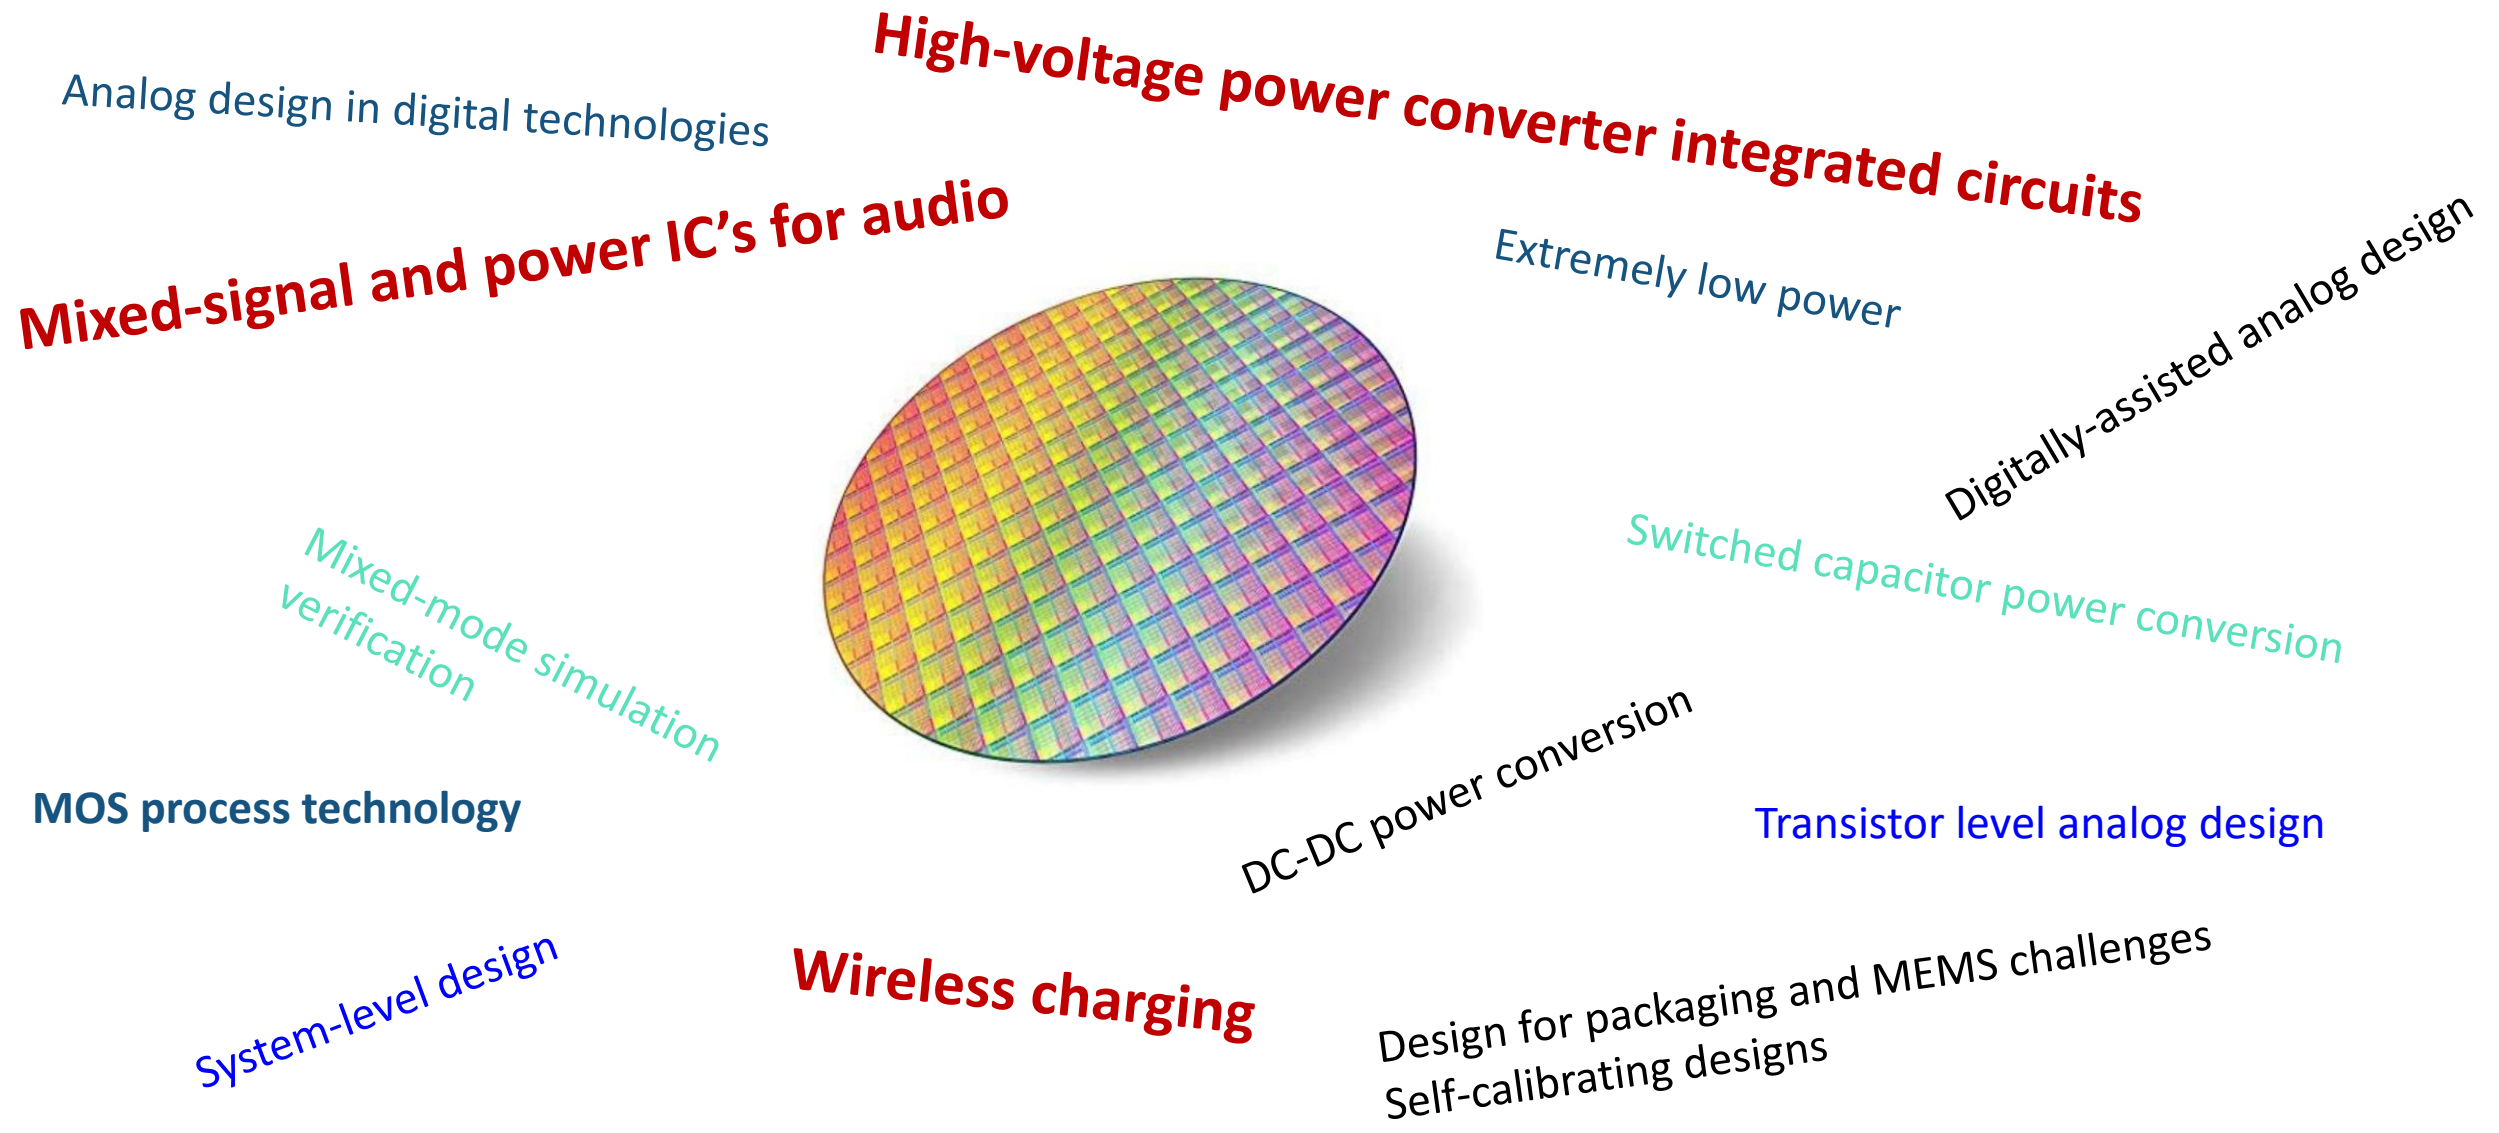 High-voltage power converter integrated circuits
Analog design in digital technologies
Mixed-signal and power IC’s for audio
Extremely low power
Digitally-assisted analog design
Switched capacitor power conversion
Mixed-mode simulation
verification
DC-DC power conversion
MOS process technology
Transistor level analog design
System-level design
Wireless charging
Design for packaging and MEMS challenges
Self-calibrating designs